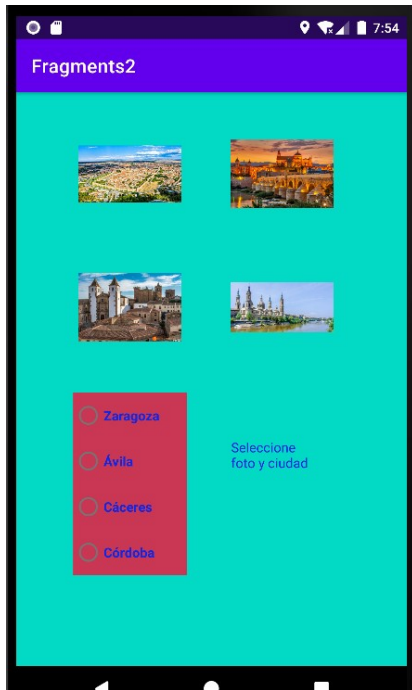 7:54
Fragments2
Zaragoza
Ávila
Cáceres
Córdoba
Seleccione
foto y ciudad